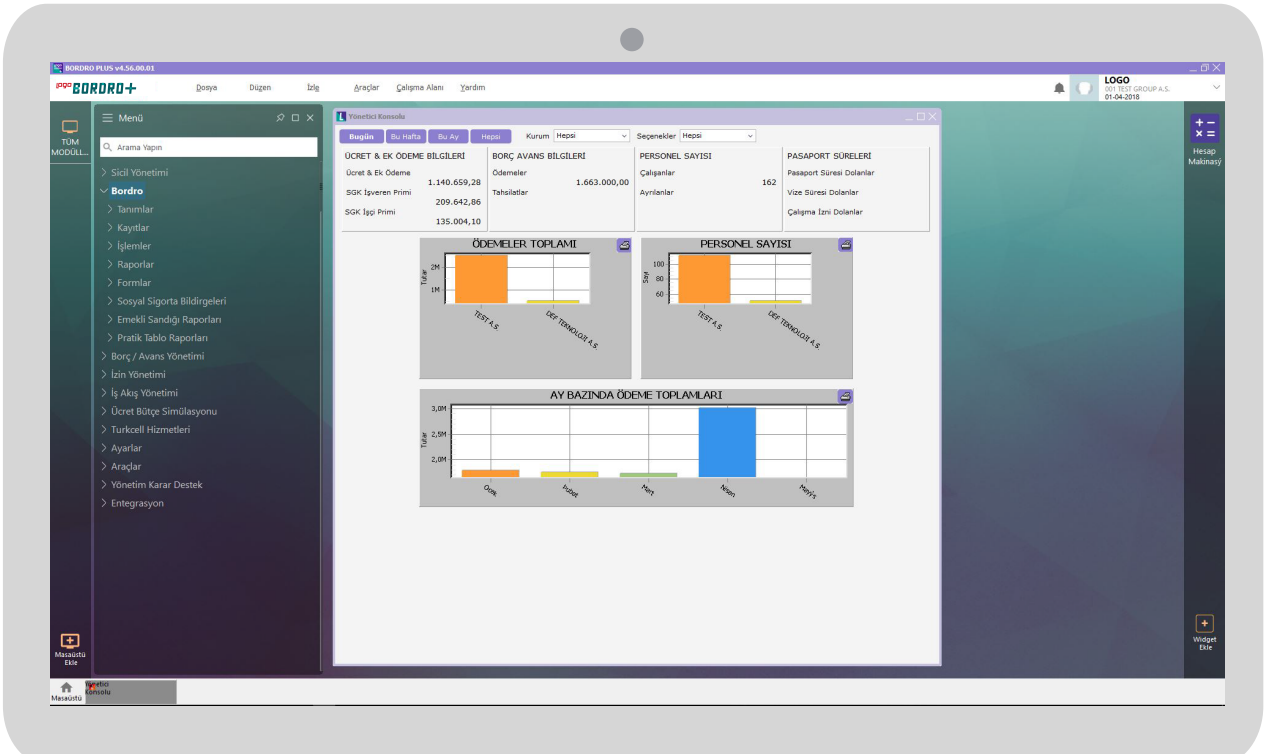 BORDRO PLUS v4.56.00.01
logo BORDRO+
Dosya Düzen İzle Araçlar Çalışma Alanı Yardım
LOGO
001 TEST GROUP A.S.
01-04-2018
TÜM
MODÜLL...
Menü
Arama Yapın
Sicil Yönetimi
Bordro
Tanımlar
Kayıtlar
İşlemler
Raporlar
Formlar
Sosyal Sigorta Bildirgeleri
Emekli Sandığı Raporları
Pratik Tablo Raporları
Borç / Avans Yönetimi
İzin Yönetimi
İş Akış Yönetimi
Ücret Bütçe Simülasyonu
Turkcell Hizmetleri
Ayarlar
Araçlar
Yönetim Karar Destek
Entegrasyon
Yönetici Konsolu
Bugün Bu Hafta Bu Ay Hepsi Kurum Hepsi Seçenekler Hepsi
ÜCRET & EK ÖDEME BİLGİLERİ
Ücret & Ek Ödeme
1.140.659,28
SGK İşveren Primi
209.642,86
SGK İşçi Primi
135.004,10
BORÇ AVANS BİLGİLERİ
Ödemeler
1.663.000,00
Tahsilatlar
PERSONEL SAYISI
Çalışanlar
162
Ayrılanlar
PASAPORT SÜRELERİ
Pasaport Süresi Dolanlar
Vize Süresi Dolanlar
Çalışma İzni Dolanlar
ÖDEMELER TOPLAMI
Tutar
2M
1M
TEST A.S.
DEF TEKNOLOJI A.S.
PERSONEL SAYISI
Sayı
100
80
60
TEST A.S.
DEF TEKNOLOJI A.S.
AY BAZINDA ÖDEME TOPLAMLARI
Tutar
3,0M
2,5M
2,0M
Ocak
Þubat
Mart
Nisan
Mayýs
Hesap
Makinasý
Widget
Ekle
Masaüstü
Ekle
Masaüstü
Yönetici
Konsolu